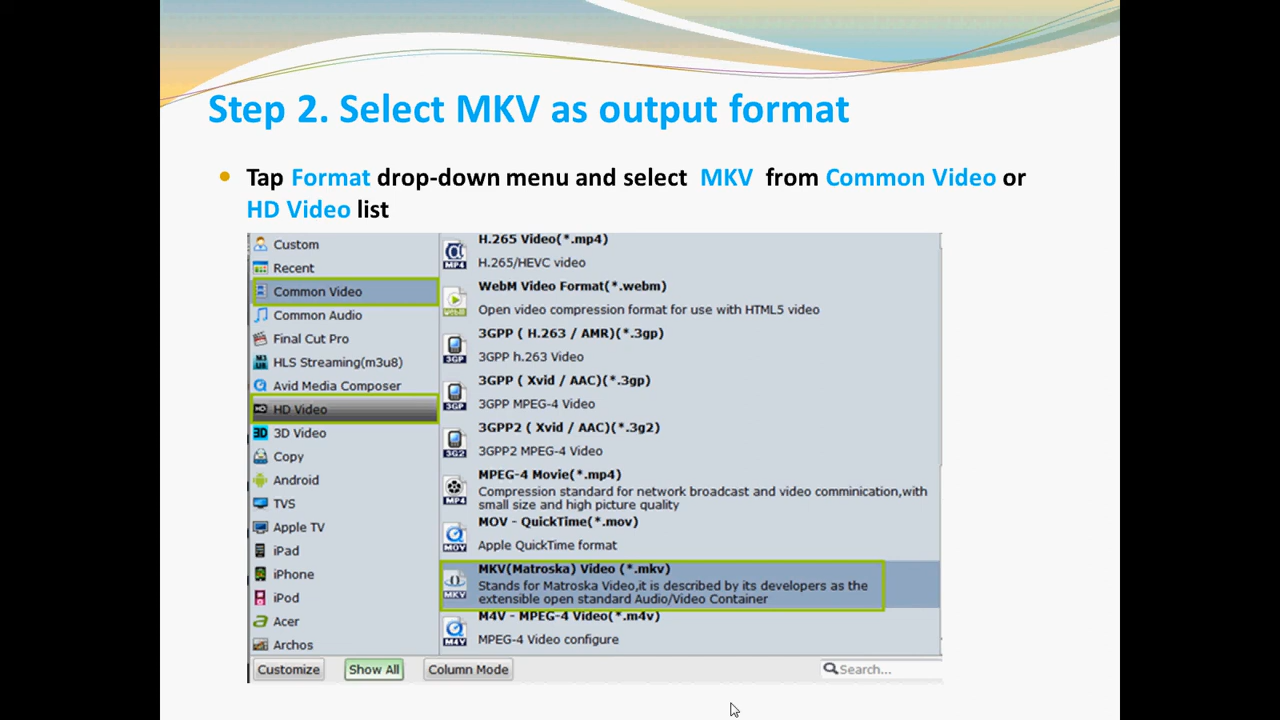 Step 2. Select MKV as output format
Tap Format drop-down menu and select MKV from Common Video or
HD Video list
Custom
Recent
Common Video
Common Audio
Final Cut Pro
HLS Streaming(m3u8)
Avid Media Composer
HD Video
3D Video
Copy
Android
TVS
Apple TV
iPad
iPhone
iPod
Acer
Archos
H.265 Video(*.mp4)
H.265/HEVC video
WebM Video Format(*.webm)
Open video compression format for use with HTML5 video
3GPP ( H.263 / AMR)(*.3gp)
3GPP h.263 Video
3GPP ( Xvid / AAC)(*.3gp)
3GPP MPEG-4 Video
3GPP2 ( Xvid / AAC)(*.3g2)
3GPP2 MPEG-4 Video
MPEG-4 Movie(*.mp4)
Compression standard for network broadcast and video comminication,with
small size and high picture quality
MOV - QuickTime(*.mov)
Apple QuickTime format
MKV(Matroska) Video (*.mkv)
Stands for Matroska Video,it is described by its developers as the
extensible open standard Audio/Video Container
M4V - MPEG-4 Video(*.m4v)
MPEG-4 Video configure
Customize
Show All
Column Mode
Search...